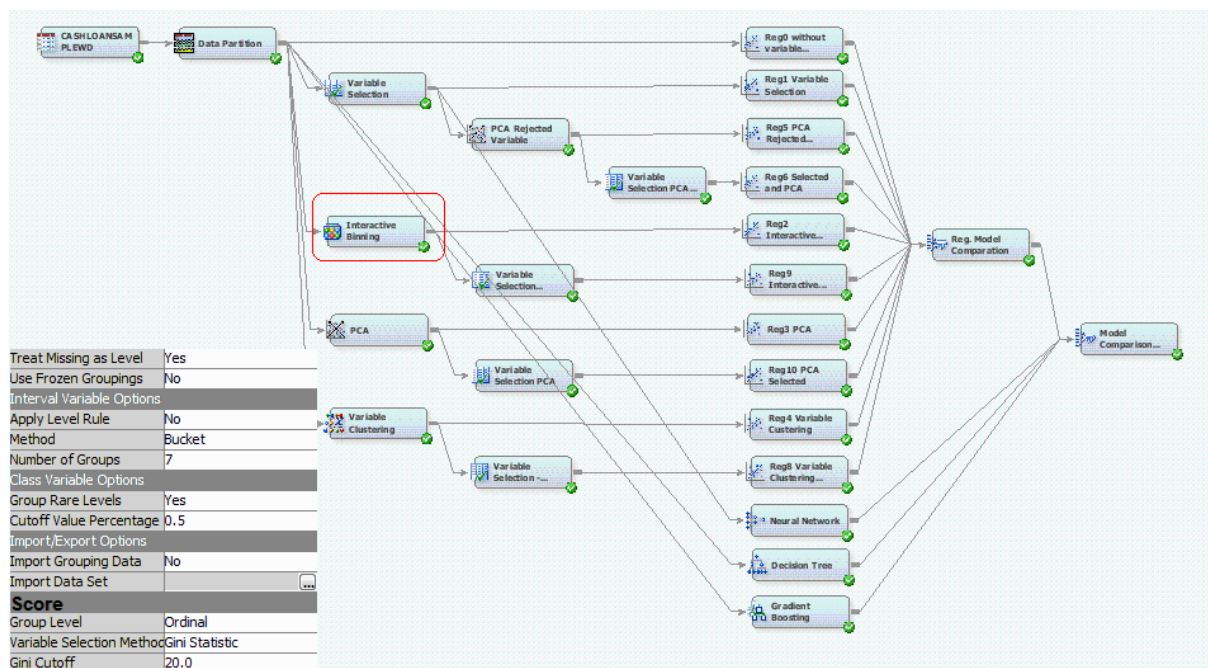 CASHLOANSAM
PLEWD
Data Partition
Reg0 without
variable...
Variable
Selection
Reg1 Variable
Selection
PCA Rejected
Variable
Reg5 PCA
Rejected...
Variable
Selection PCA...
Reg6 Selected
and PCA
Interactive
Binning
Reg2
Interactive...
Reg. Model
Comparation
Variable
Selection...
Reg9
Interactive...
PCA
Reg3 PCA
Model
Comparison...
Variable
Selection PCA
Reg10 PCA
Selected
Variable
Clustering
Reg4 Variable
Custering
Variable
Selection -...
Reg8 Variable
Clustering...
Neural Network
Decision Tree
Gradient
Boosting
Treat Missing as Level Yes
Use Frozen Groupings No
Interval Variable Options
Apply Level Rule No
Method Bucket
Number of Groups 7
Class Variable Options
Group Rare Levels Yes
Cutoff Value Percentage 0.5
Import/Export Options
Import Grouping Data No
Import Data Set ...
Score
Group Level Ordinal
Variable Selection Method Gini Statistic
Gini Cutoff 20.0